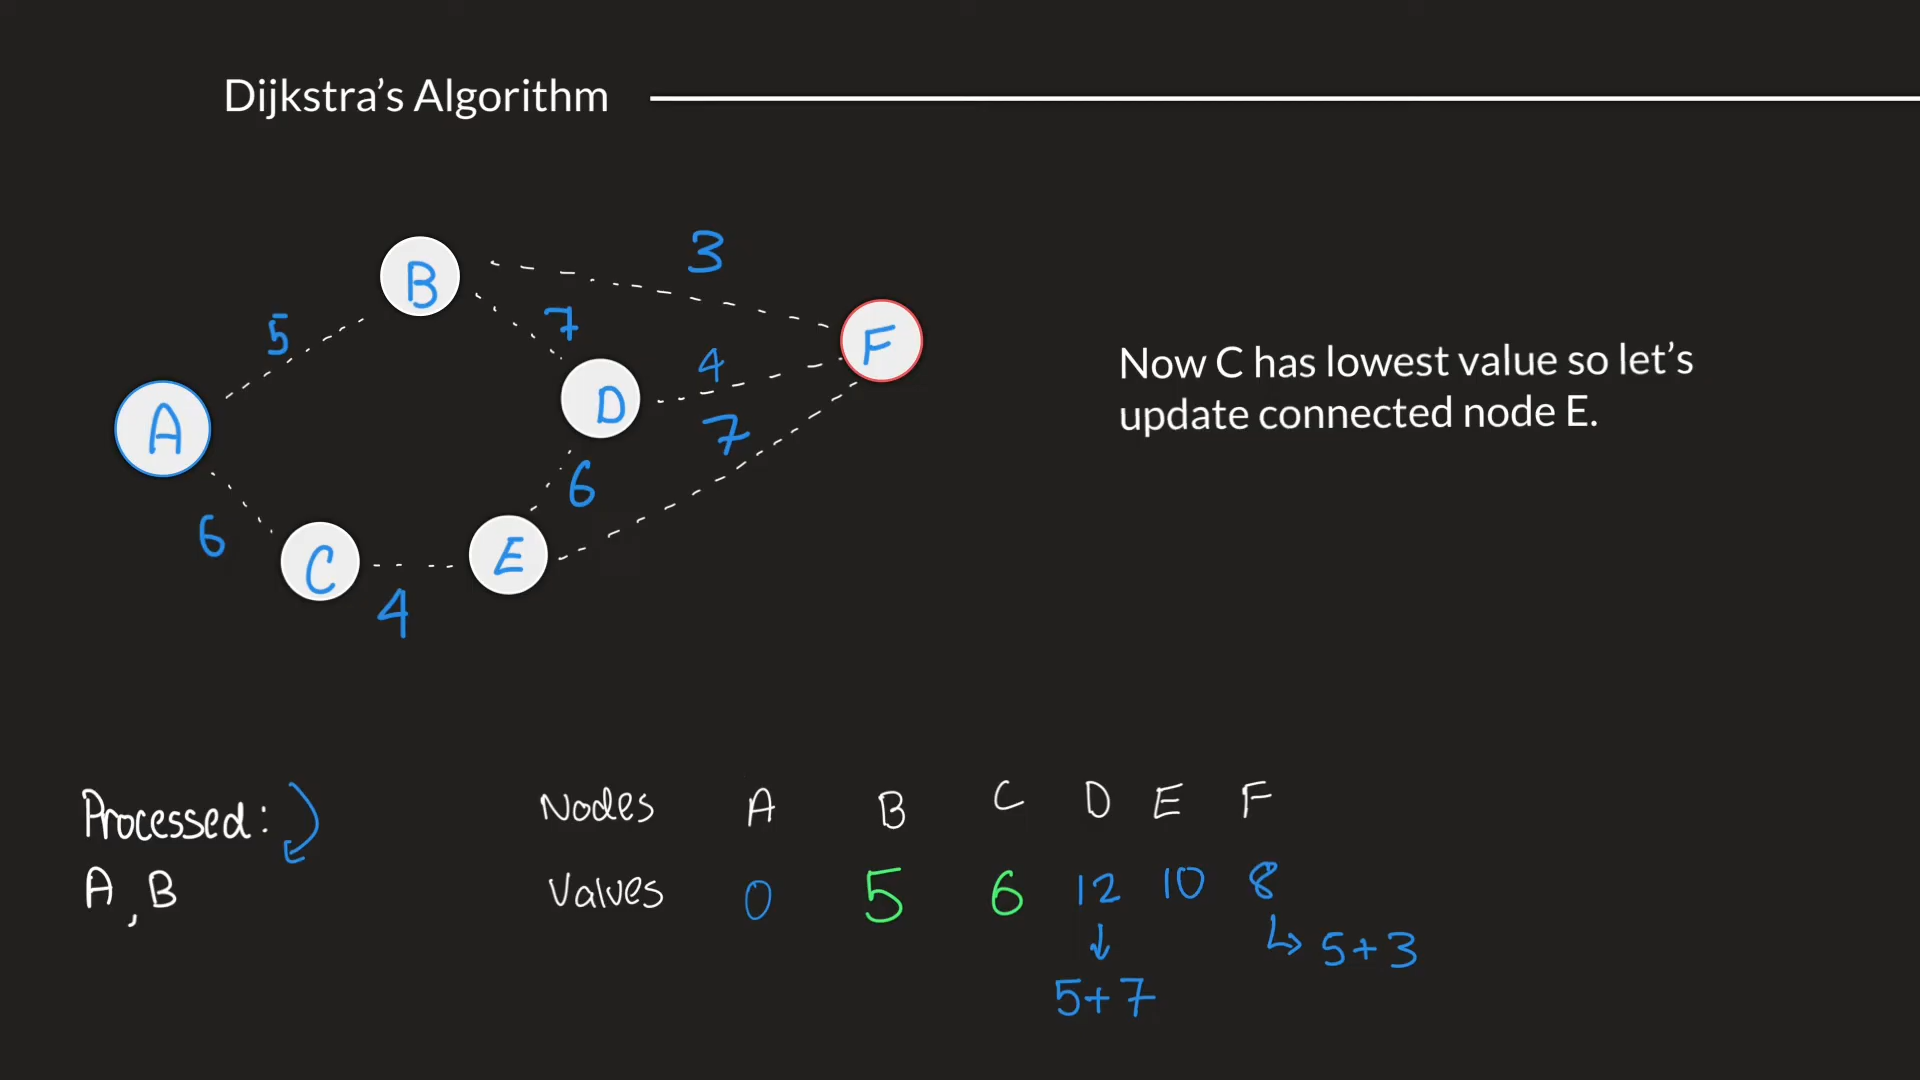 Dijkstra’s Algorithm
3
B
7
5
F
4
D
A
7
6
6
E
C
4
Now C has lowest value so let’s
update connected node E.
Processed:
A, B
Nodes A B C D E F
Values 0 5 6 12 10 8
5+3
5+7